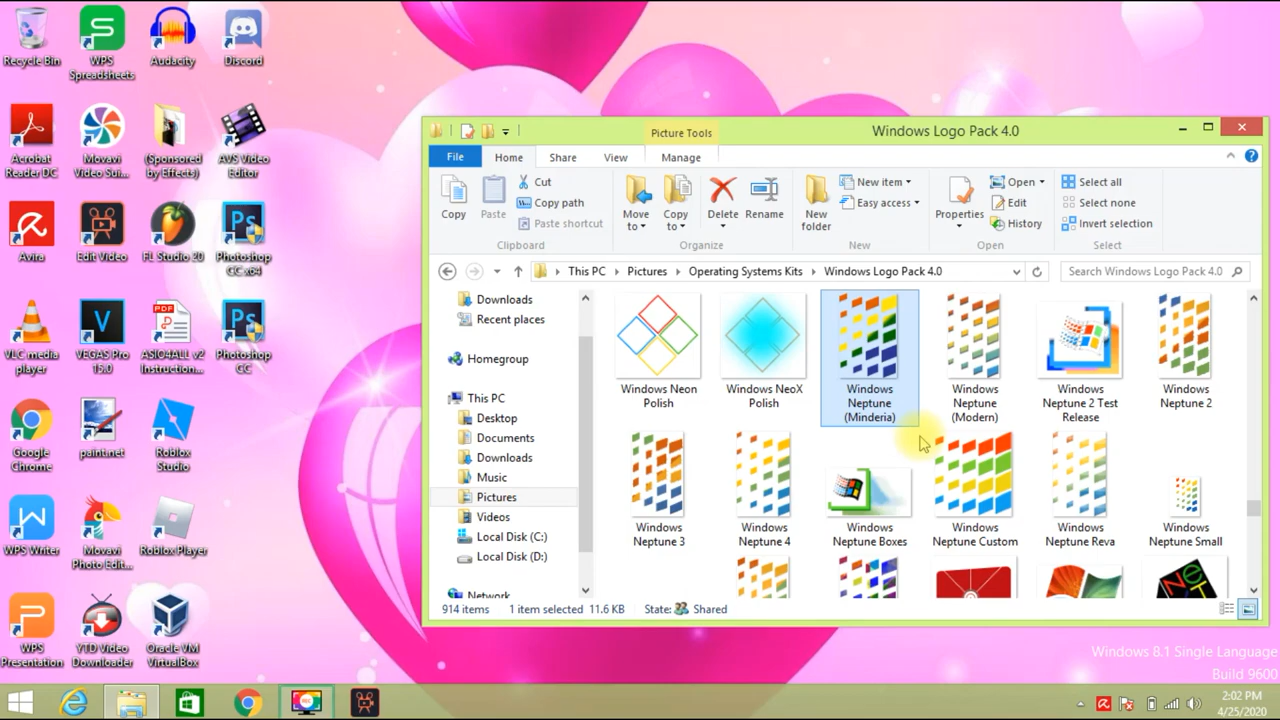 Recycle Bin
WPS
Spreadsheets
Audacity
Discord
Acrobat
Reader DC
Movavi
Video Sui...
(Sponsored
by Effects)
AVS Video
Editor
Avira
Edit Video
FL Studio 20
Photoshop
CC x64
VLC media
player
VEGAS Pro
15.0
ASIO4ALL v2
Instruction...
Photoshop
CC
Google
Chrome
paint.net
Roblox
Studio
WPS Writer
Movavi
Photo Edit...
Roblox Player
WPS
Presentation
YTD Video
Downloader
Oracle VM
VirtualBox
Picture Tools
Windows Logo Pack 4.0
File
Home
Share
View
Manage
Copy
Paste
Cut
Copy path
Paste shortcut
Clipboard
Move
to
Copy
to
Delete
Rename
Organize
New
folder
New item
Easy access
New
Properties
Open
Edit
History
Open
Select all
Select none
Invert selection
Select
This PC
Pictures
Operating Systems Kits
Windows Logo Pack 4.0
Search Windows Logo Pack 4.0
Downloads
Recent places
Homegroup
This PC
Desktop
Documents
Downloads
Music
Pictures
Videos
Local Disk (C:)
Local Disk (D:)
Network
Windows Neon
Polish
Windows NeoX
Polish
Windows
Neptune
(Minderia)
Windows
Neptune
(Modern)
Windows
Neptune 2 Test
Release
Windows
Neptune 2
Windows
Neptune 3
Windows
Neptune 4
Windows
Neptune Boxes
Windows
Neptune Custom
Windows
Neptune Reva
Windows
Neptune Small
914 items
1 item selected
11.6 KB
State:
Shared
Windows 8.1 Single Language
Build 9600
2:02 PM
4/25/2020